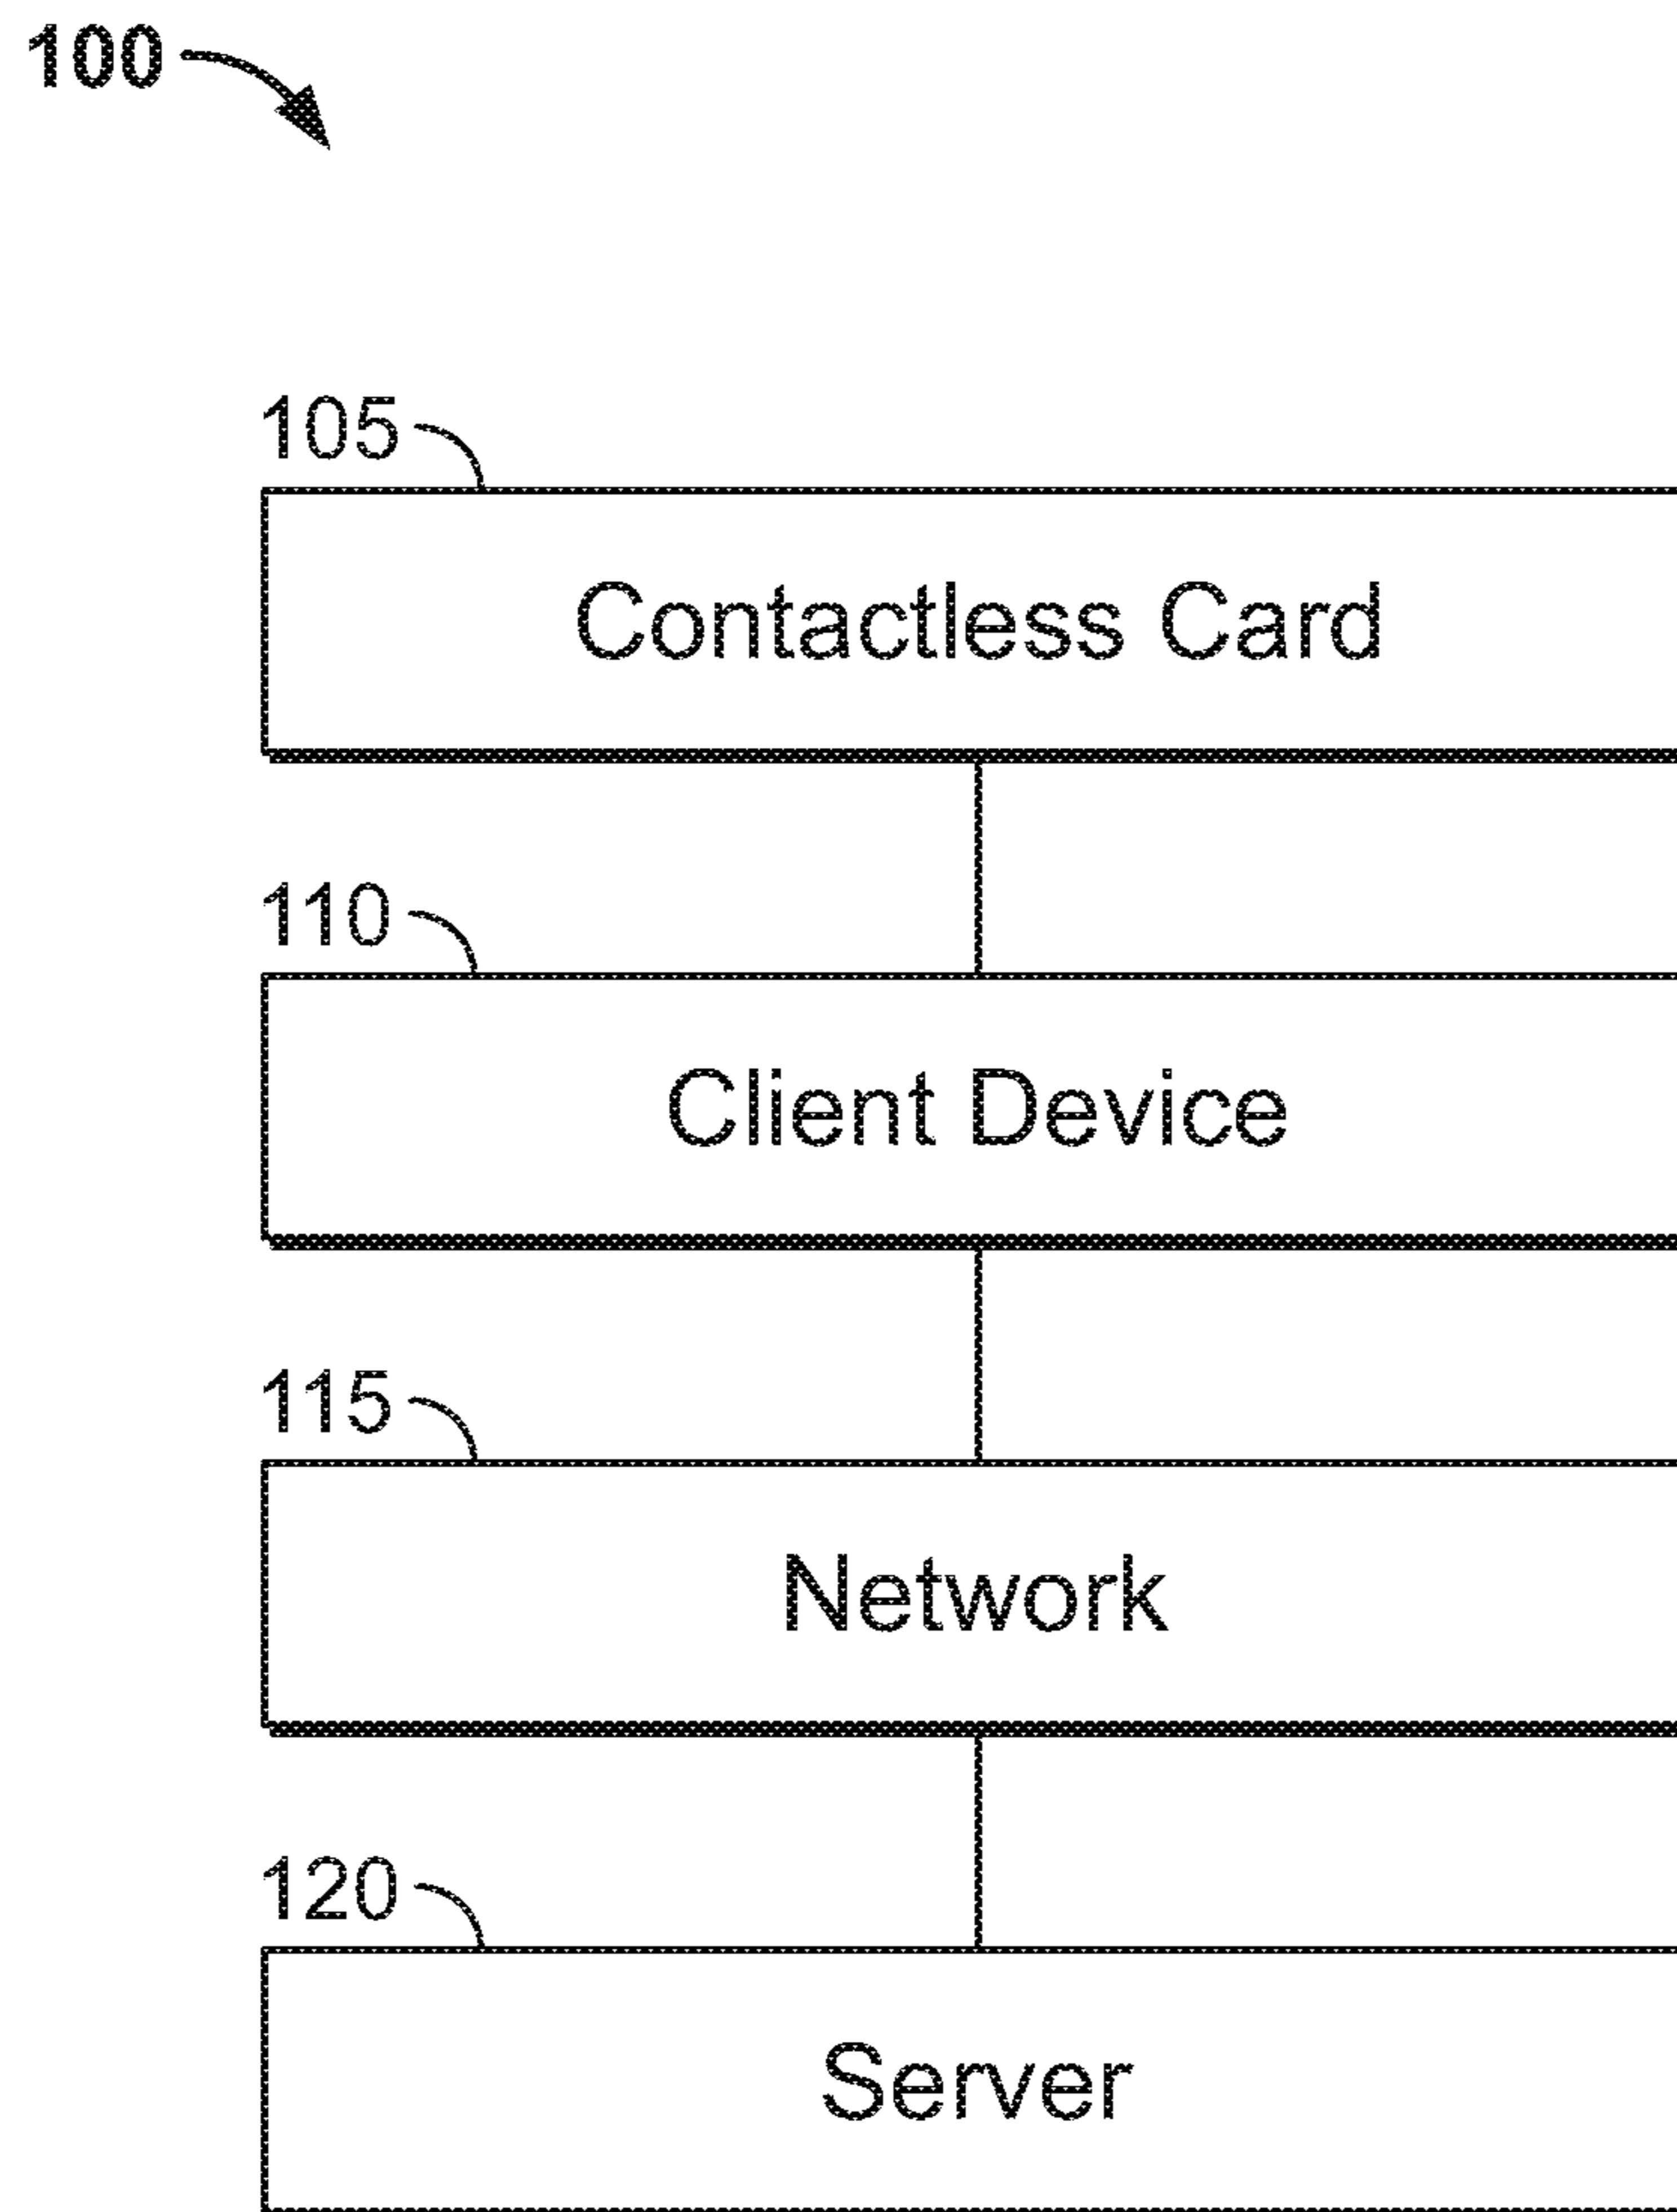 100
105
Contactless Card
110
Client Device
115
Network
120
Server